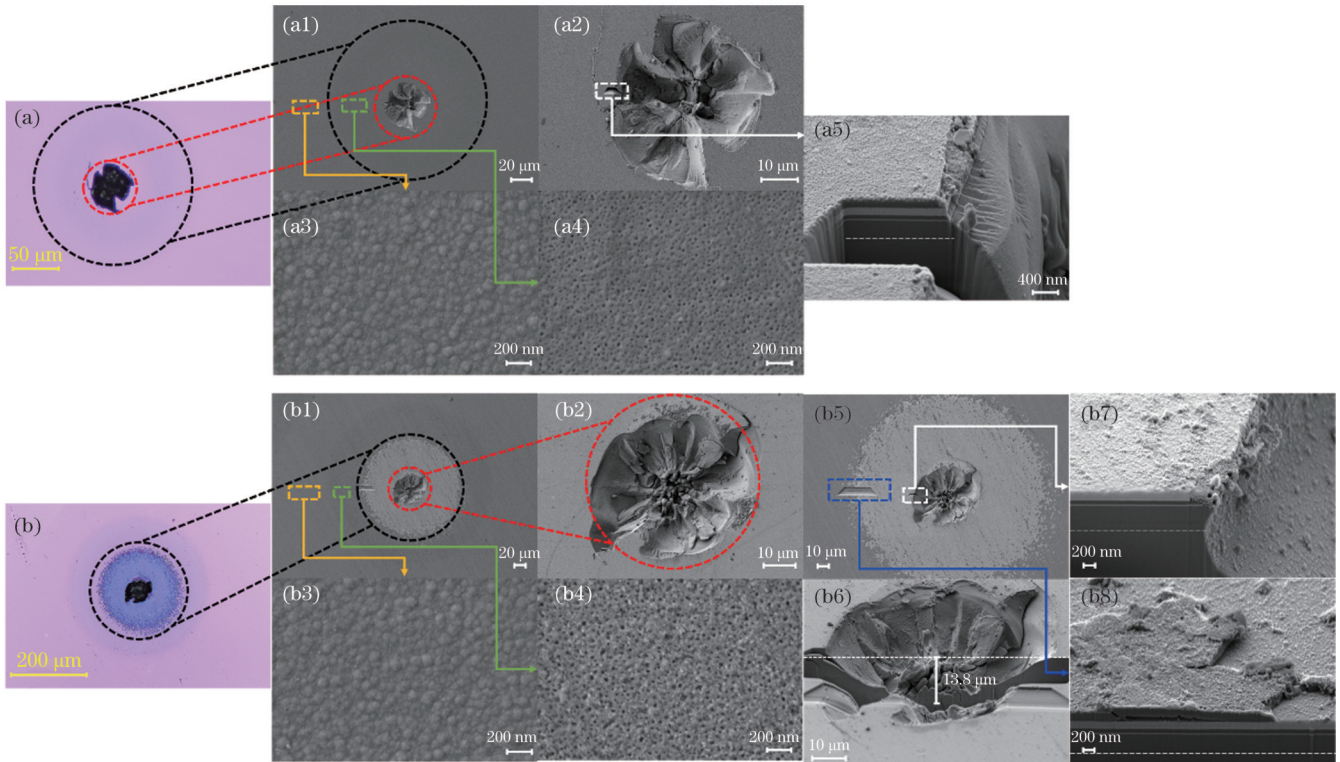 (a)
50 μm
(a1)
20 μm
(a2)
10 μm
(a3)
200 nm
(a4)
200 nm
(a5)
400 nm
(b)
200 μm
(b1)
20 μm
(b2)
10 μm
(b3)
200 nm
(b4)
200 nm
(b5)
10 μm
(b6)
13.8 μm
10 μm
(b7)
200 nm
(b8)
200 nm